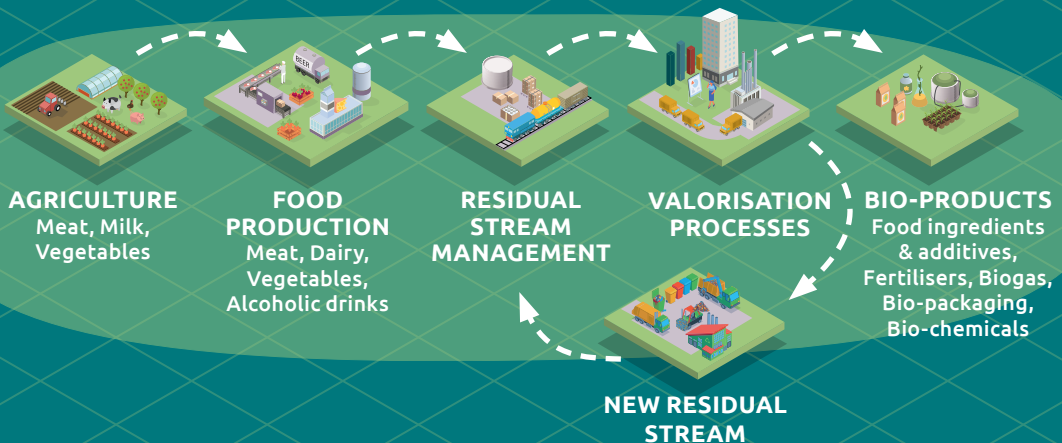 BEER
AGRICULTURE
Meat, Milk,
Vegetables
FOOD
PRODUCTION
Meat, Dairy,
Vegetables,
Alcoholic drinks
RESIDUAL
STREAM
MANAGEMENT
VALORISATION
PROCESSES
BIO-PRODUCTS
Food ingredients
& additives,
Fertilisers, Biogas,
Bio-packaging,
Bio-chemicals
NEW RESIDUAL
STREAM